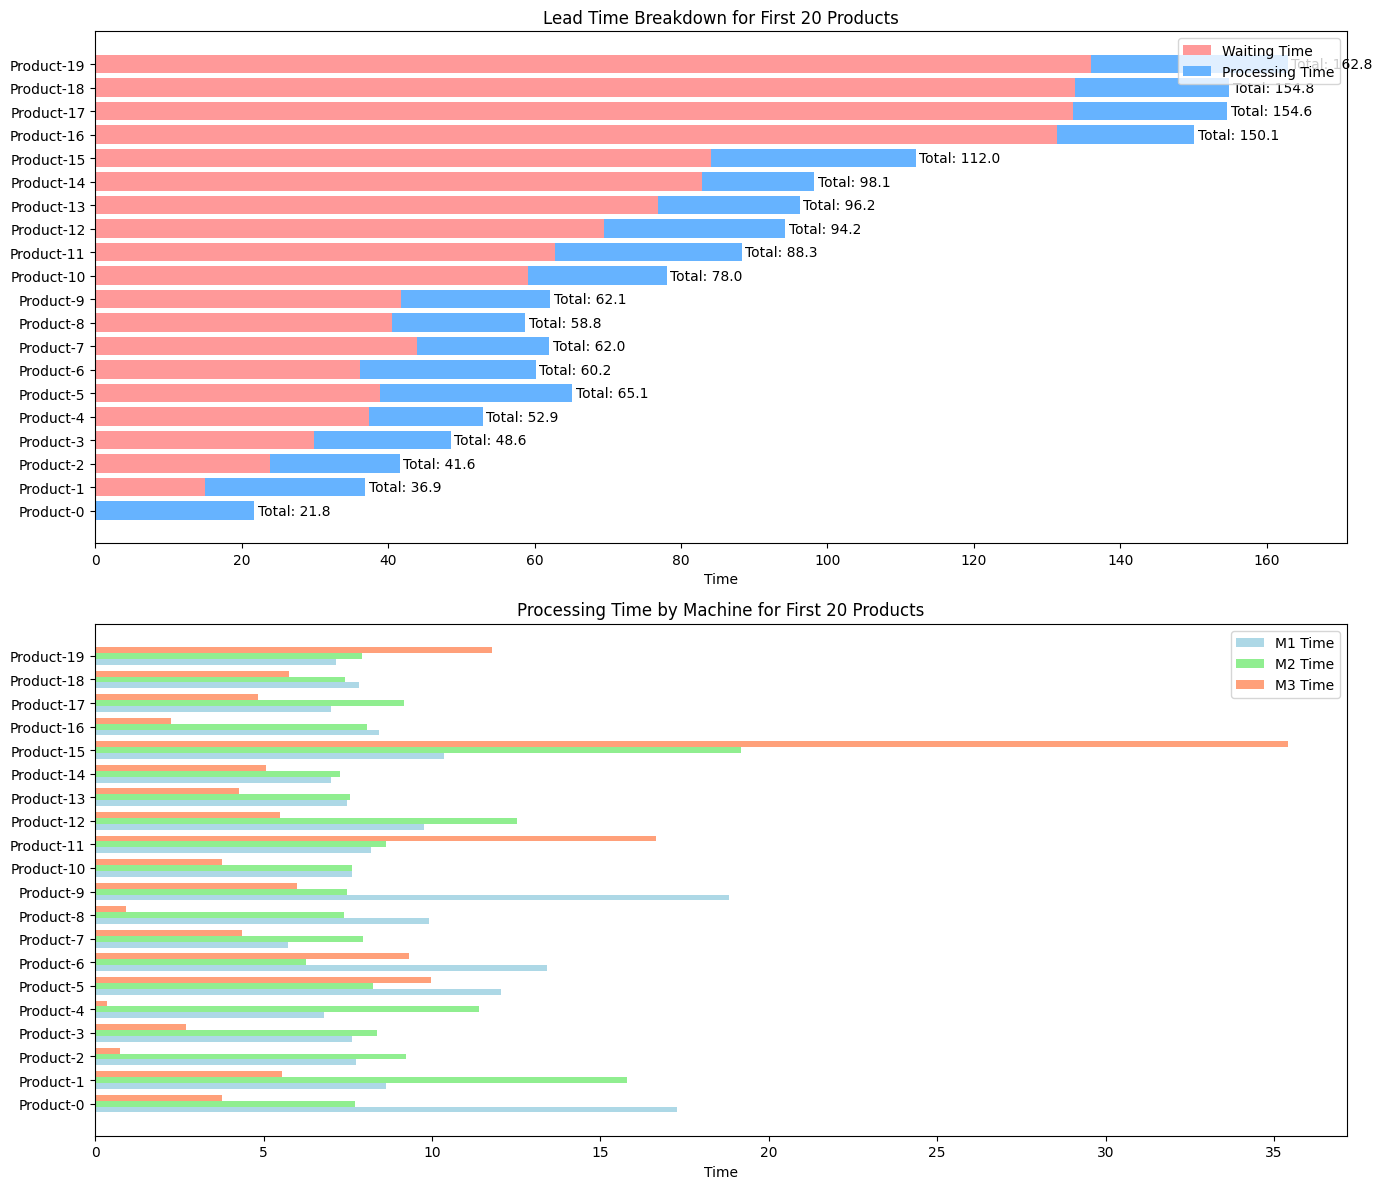 Lead Time Breakdown for First 20 Products
Waiting Time
Processing Time
Product-19
Total: 162.8
Product-18
Total: 154.8
Product-17
Total: 154.6
Product-16
Total: 150.1
Product-15
Total: 112.0
Product-14
Total: 98.1
Product-13
Total: 96.2
Product-12
Total: 94.2
Product-11
Total: 88.3
Product-10
Total: 78.0
Product-9
Total: 62.1
Product-8
Total: 58.8
Product-7
Total: 62.0
Product-6
Total: 60.2
Product-5
Total: 65.1
Product-4
Total: 52.9
Product-3
Total: 48.6
Product-2
Total: 41.6
Product-1
Total: 36.9
Product-0
Total: 21.8
0 20 40 60 80 100 120 140 160
Time
Processing Time by Machine for First 20 Products
M1 Time
M2 Time
M3 Time
Product-19
Product-18
Product-17
Product-16
Product-15
Product-14
Product-13
Product-12
Product-11
Product-10
Product-9
Product-8
Product-7
Product-6
Product-5
Product-4
Product-3
Product-2
Product-1
Product-0
0 5 10 15 20 25 30 35
Time